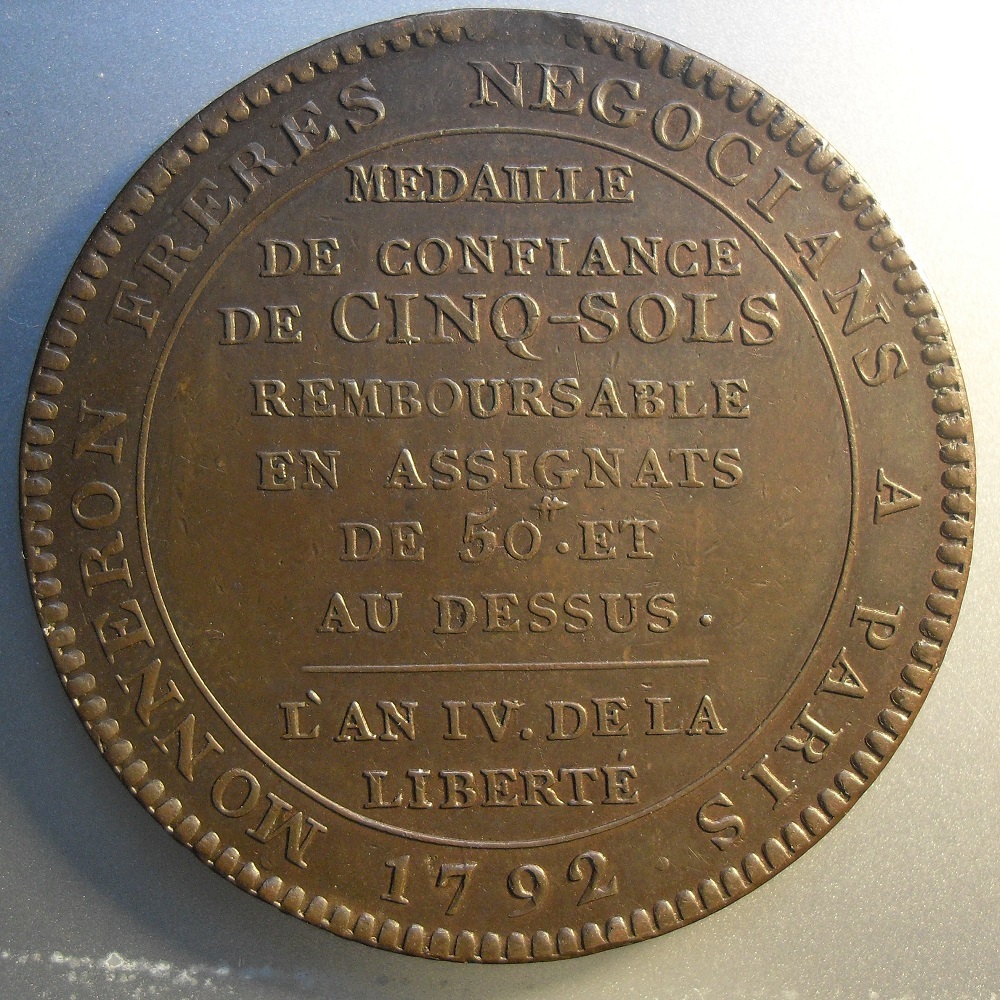 MONNERON FRERES NEGOCIANS A PARIS.
1792
MEDAILLE
DE CONFIANCE
DE CINQ-SOLS
REMBOURSABLE
EN ASSIGNATS
DE 50ᵗᵗ. ET
AU DESSUS.
L'AN IV. DE LA
LIBERTÉ